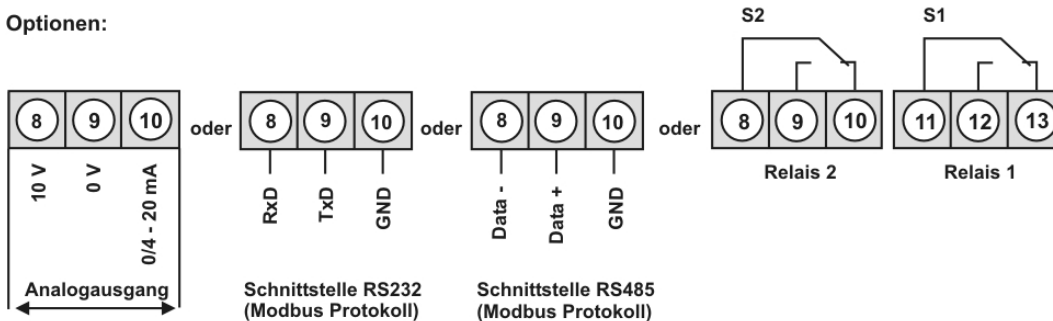 Optionen:
S2
S1
8 9 10
oder
8 9 10
oder
8 9 10
oder
8 9 10
11 12 13
10 V
0 V
0/4 - 20 mA
RxD
TxD
GND
Data -
Data +
GND
Relais 2
Relais 1
Analogausgang
Schnittstelle RS232
(Modbus Protokoll)
Schnittstelle RS485
(Modbus Protokoll)